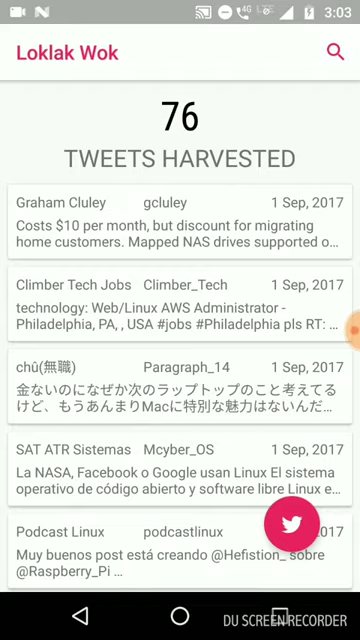 4G LTE 3:03
Loklak Wok
76
TWEETS HARVESTED
Graham Cluley gcluley 1 Sep, 2017
Costs $10 per month, but discount for migrating
home customers. Mapped NAS drives supported o...
Climber Tech Jobs Climber_Tech 1 Sep, 2017
technology: Web/Linux AWS Administrator -
Philadelphia, PA, , USA #jobs #Philadelphia pls RT: ...
chū(無職) Paragraph_14 1 Sep, 2017
金ないのになぜか次のラップトップのこと考えてる
けど、もうあんまりMacに特別な魅力はないんだ...
SAT ATR Sistemas Mcyber_OS 1 Sep, 2017
La NASA, Facebook o Google usan Linux El sistema
operativo de código abierto y software libre Linux e...
Podcast Linux podcastlinux 2017
Muy buenos post está creando @Hefistion_ sobre
@Raspberry_Pi ...
DU SCREEN RECORDER